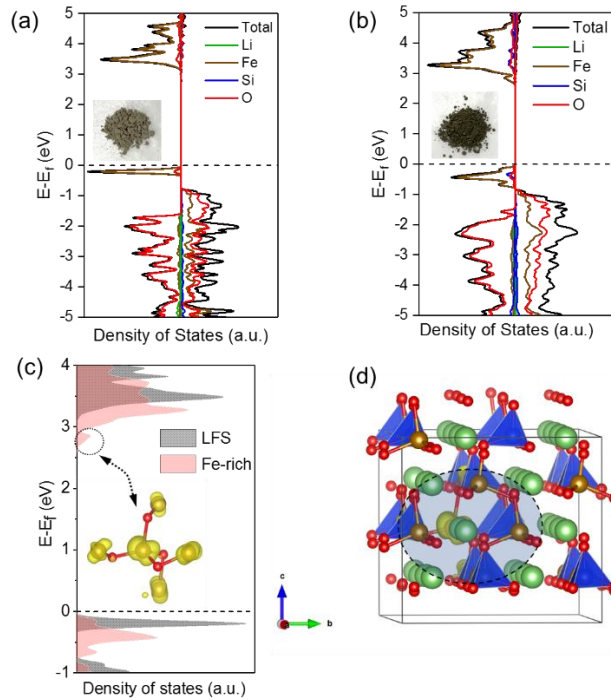 (a)
5
4
3
2
1
0
-1
-2
-3
-4
-5
E-Ef (eV)
Total
Li
Fe
Si
O
Density of States (a.u.)
(b)
5
4
3
2
1
0
-1
-2
-3
-4
-5
E-Ef (eV)
Total
Li
Fe
Si
O
Density of States (a.u.)
(c)
4
3
2
1
0
-1
E-Ef (eV)
LFS
Fe-rich
Density of states (a.u.)
(d)
c
b